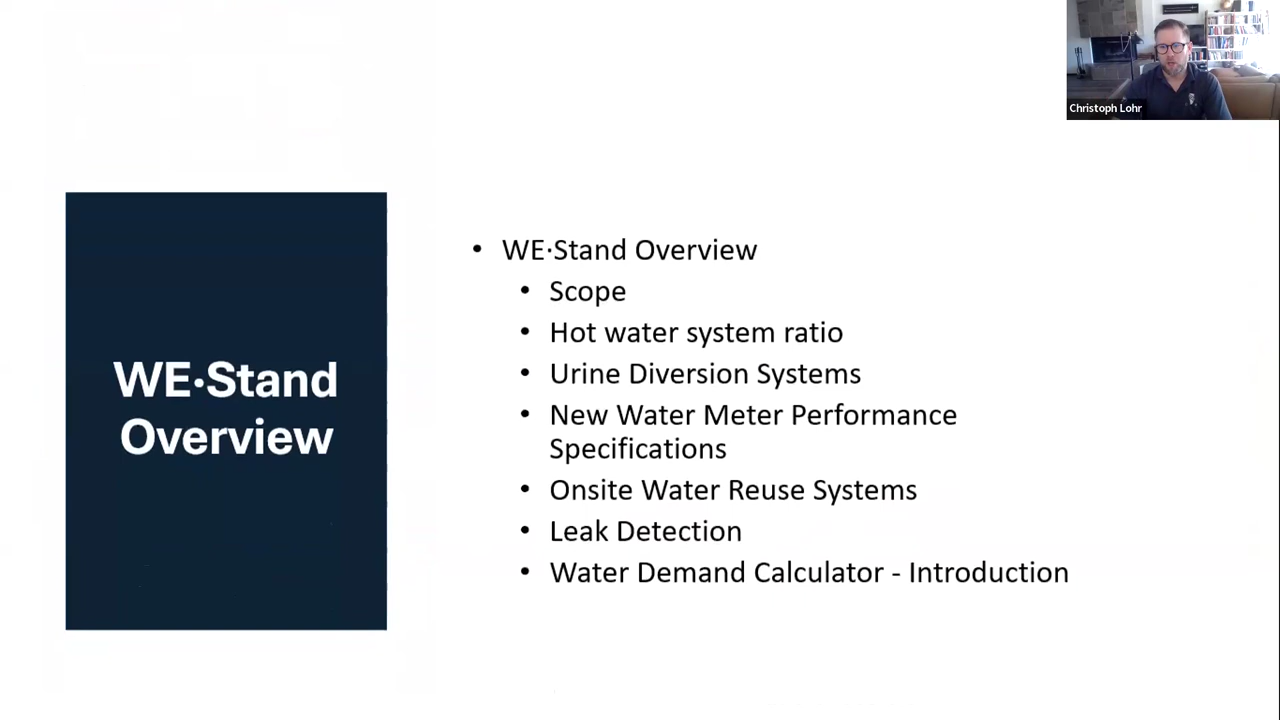 Christoph Lohr
WE·Stand
Overview
• WE·Stand Overview
• Scope
• Hot water system ratio
• Urine Diversion Systems
• New Water Meter Performance
Specifications
• Onsite Water Reuse Systems
• Leak Detection
• Water Demand Calculator - Introduction